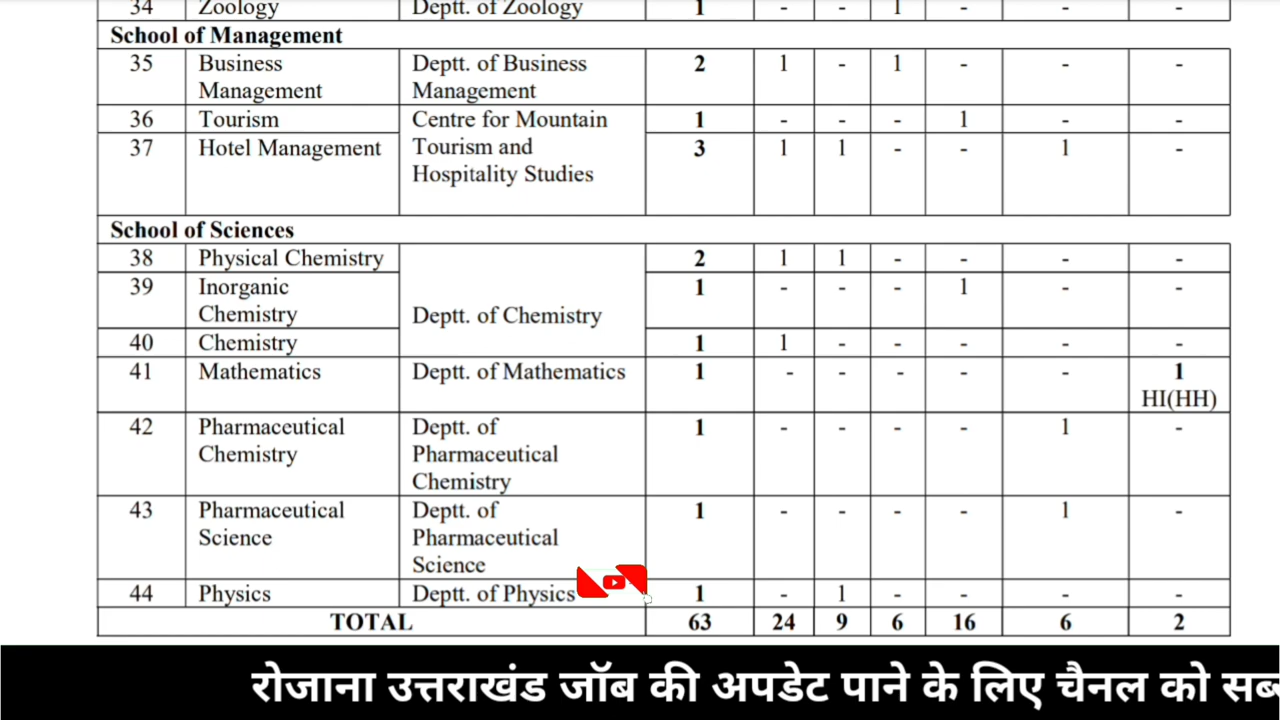 34 Zoology Deptt. of Zoology 1 - - 1 - - -
School of Management
35 Business Deptt. of Business 2 1 - 1 - - -
Management Management
36 Tourism Centre for Mountain 1 - - - 1 - -
37 Hotel Management Tourism and 3 1 1 - - 1 -
Hospitality Studies
School of Sciences
38 Physical Chemistry 2 1 1 - - - -
39 Inorganic 1 - - - 1 - -
Chemistry Deptt. of Chemistry
40 Chemistry 1 1 - - - - -
41 Mathematics Deptt. of Mathematics 1 - - - - - 1
HI(HH)
42 Pharmaceutical Deptt. of 1 - - - - 1 -
Chemistry Pharmaceutical
Chemistry
43 Pharmaceutical Deptt. of 1 - - - - 1 -
Science Pharmaceutical
Science
44 Physics Deptt. of Physics 1 - 1 - - - -
TOTAL 63 24 9 6 16 6 2
रोजाना उत्तराखंड जॉब की अपडेट पाने के लिए चैनल को